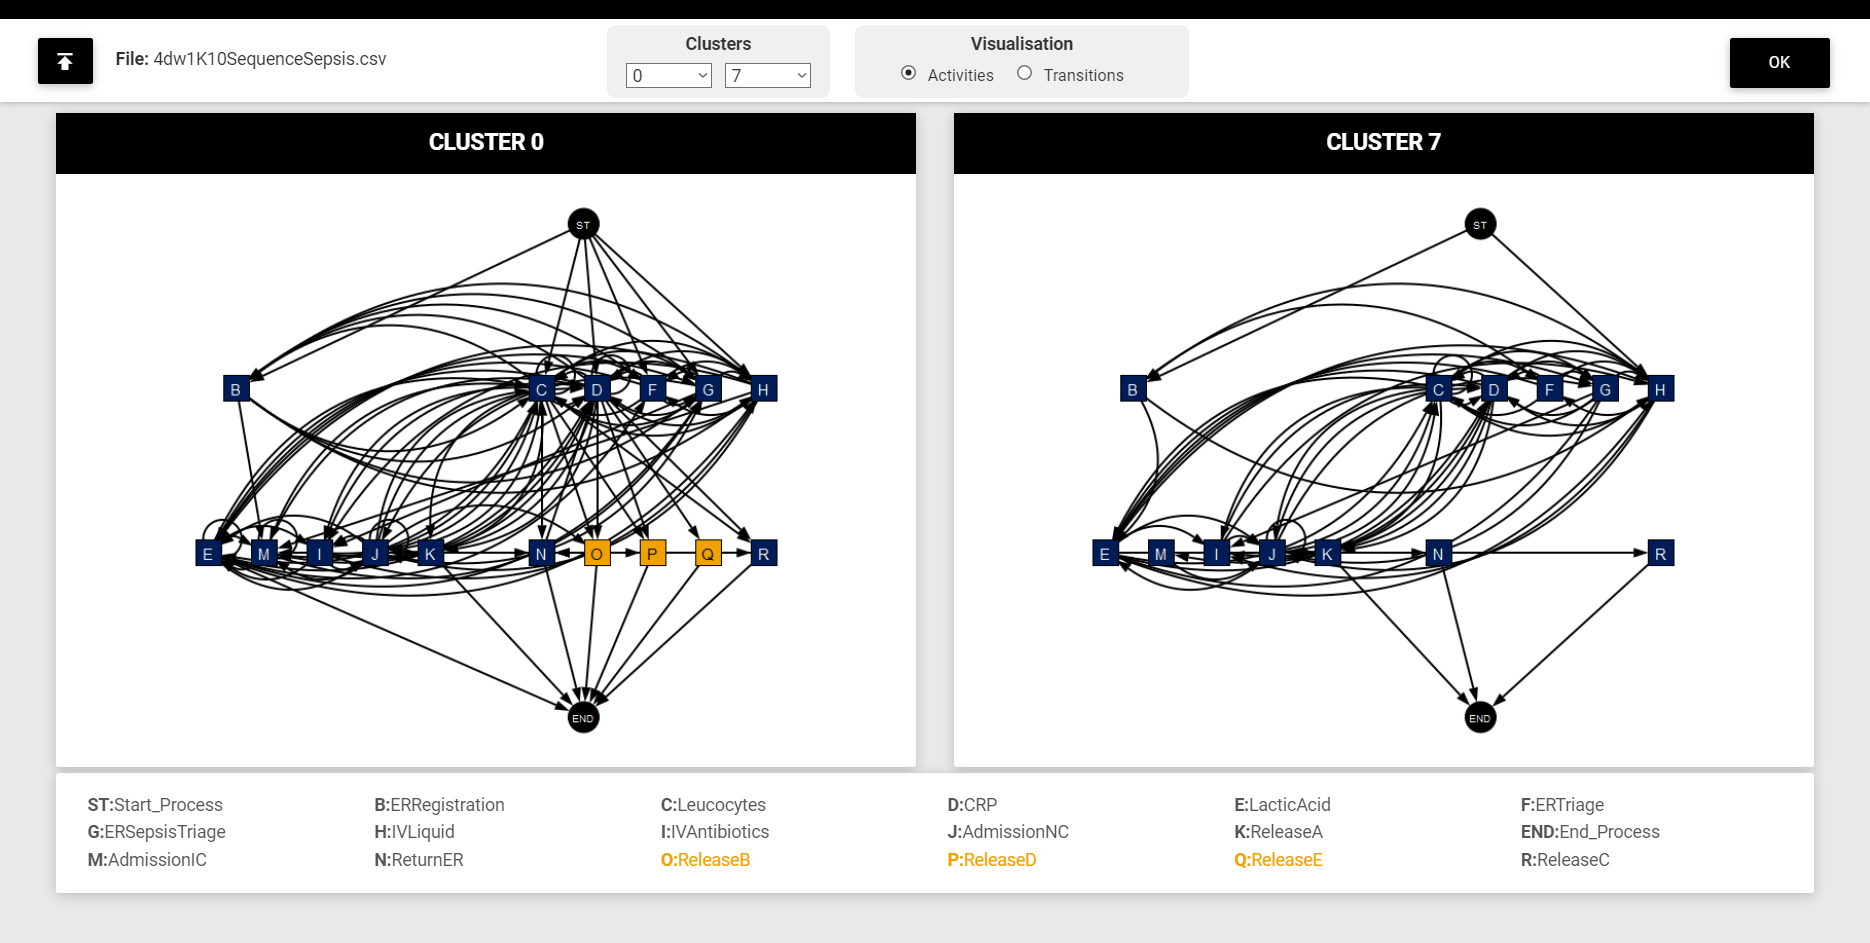 File: 4dw1K10SequenceSepsis.csv
Clusters
0 7
Visualisation
Activities Transitions
OK
CLUSTER 0
ST
B C D F G H
E M I J K N O P Q R
END
CLUSTER 7
ST
B C D F G H
E M I J K N R
END
ST:Start_Process B:ERRegistration C:Leucocytes D:CRP E:LacticAcid F:ERTriage
G:ERSepsisTriage H:IVLiquid I:IVAntibiotics J:AdmissionNC K:ReleaseA END:End_Process
M:AdmissionIC N:ReturnER O:ReleaseB P:ReleaseD Q:ReleaseE R:ReleaseC